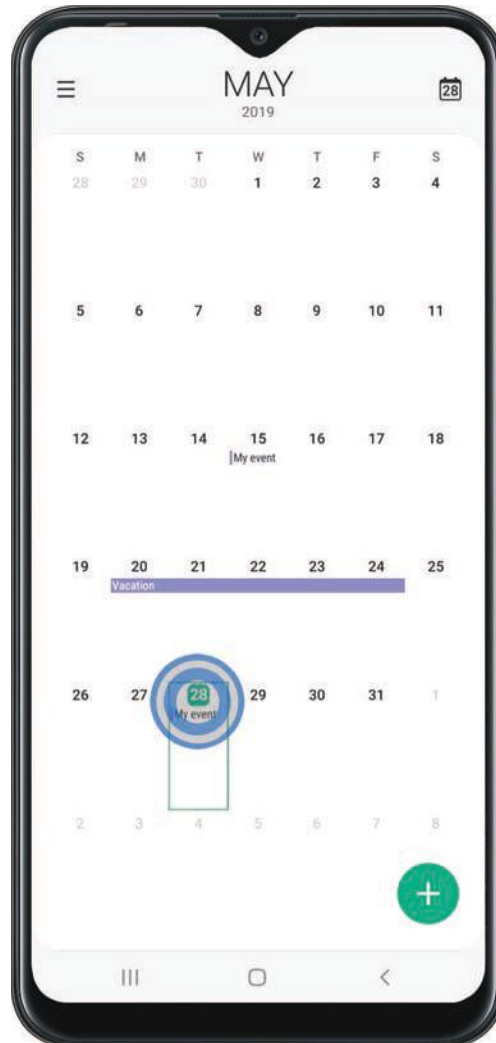 MAY
28
2019
S M T W T F S
28 29 30 1 2 3 4
5 6 7 8 9 10 11
12 13 14 15 16 17 18
My event
19 20 21 22 23 24 25
Vacation
26 27 28 29 30 31 1
My event
2 3 4 5 6 7 8